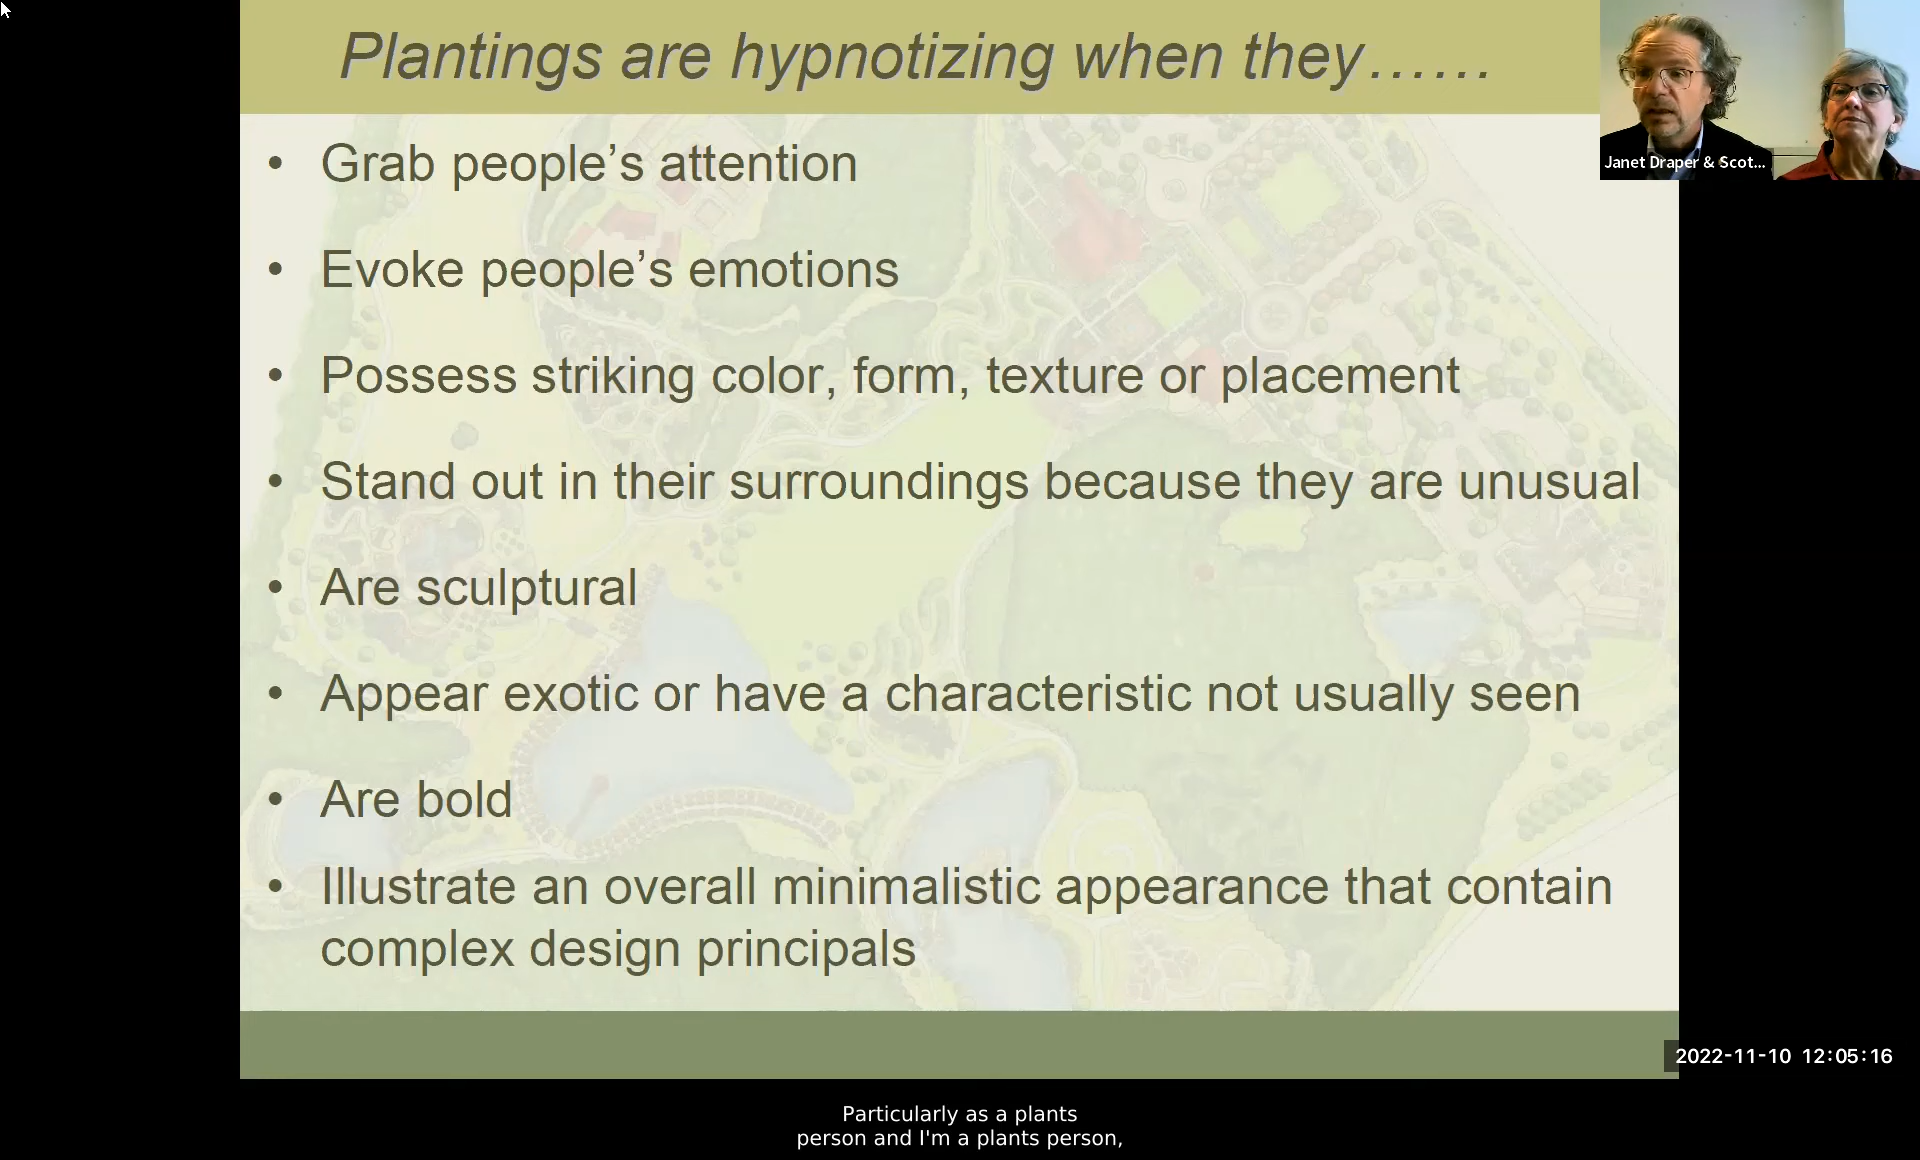 Plantings are hypnotizing when they……
Janet Draper & Scot...
• Grab people’s attention
• Evoke people’s emotions
• Possess striking color, form, texture or placement
• Stand out in their surroundings because they are unusual
• Are sculptural
• Appear exotic or have a characteristic not usually seen
• Are bold
• Illustrate an overall minimalistic appearance that contain
complex design principals
2022-11-10 12:05:16
Particularly as a plants
person and I'm a plants person,